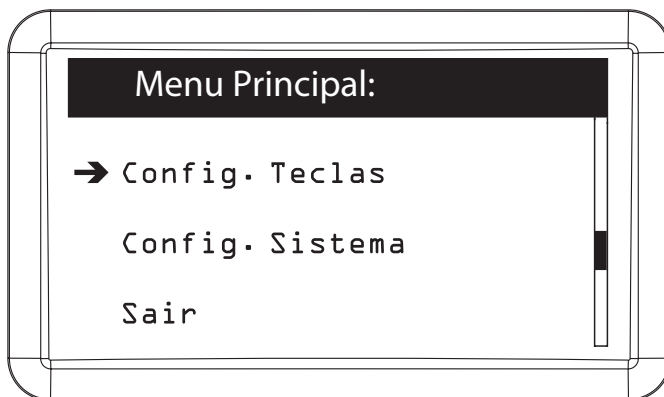 Menu Principal:
➔ Config. Teclas
Config. Sistema
Sair